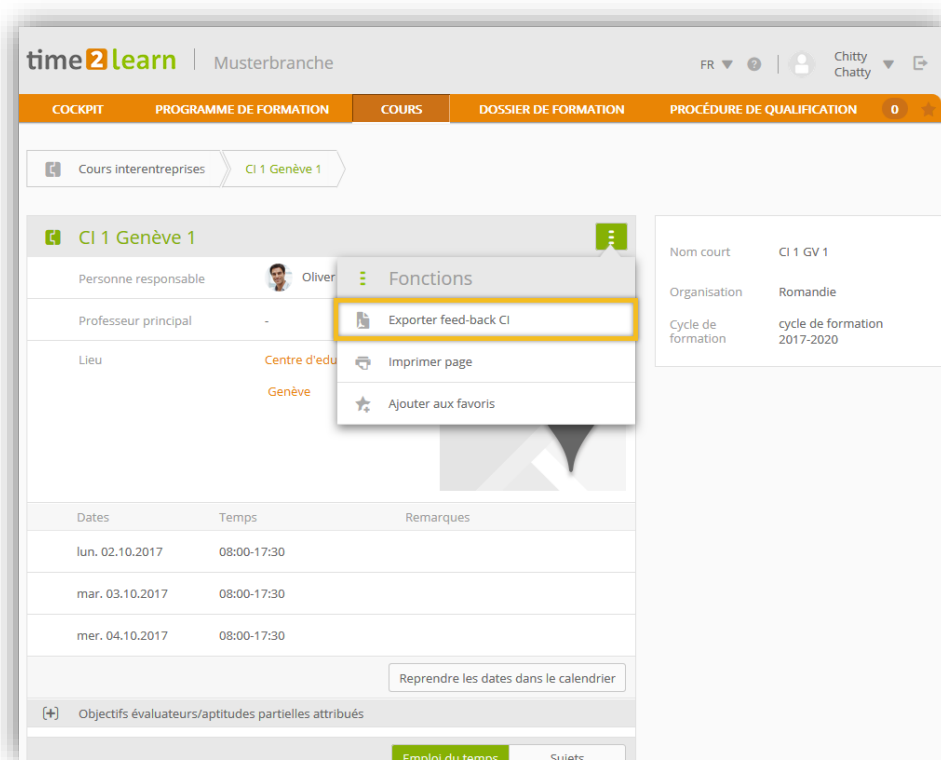 time2learn
Musterbranche
FR
Chitty
Chatty
COCKPIT PROGRAMME DE FORMATION COURS DOSSIER DE FORMATION PROCÉDURE DE QUALIFICATION 0
Cours interentreprises CI 1 Genève 1
CI 1 Genève 1
Personne responsable Oliver
Professeur principal -
Lieu Centre d'edu
Genève
Fonctions
Exporter feed-back CI
Imprimer page
Ajouter aux favoris
Nom court CI 1 GV 1
Organisation Romandie
Cycle de formation cycle de formation 2017-2020
Dates Temps Remarques
lun. 02.10.2017 08:00-17:30
mar. 03.10.2017 08:00-17:30
mer. 04.10.2017 08:00-17:30
Reprendre les dates dans le calendrier
[+] Objectifs évaluateurs/aptitudes partielles attribués
Emploi du temps Sujets